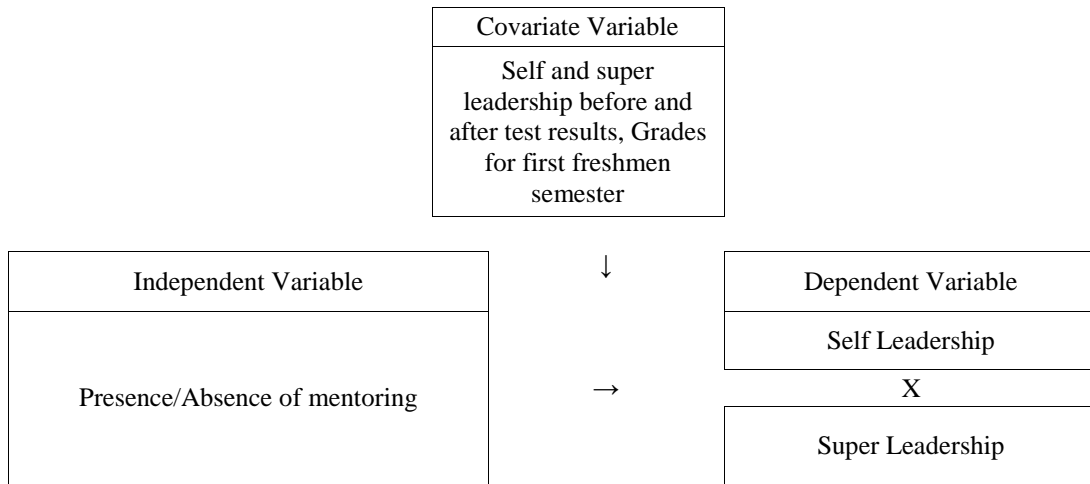 Covariate Variable
Self and super
leadership before and
after test results, Grades
for first freshmen
semester
↓
Independent Variable
Presence/Absence of mentoring
→
Dependent Variable
Self Leadership
X
Super Leadership